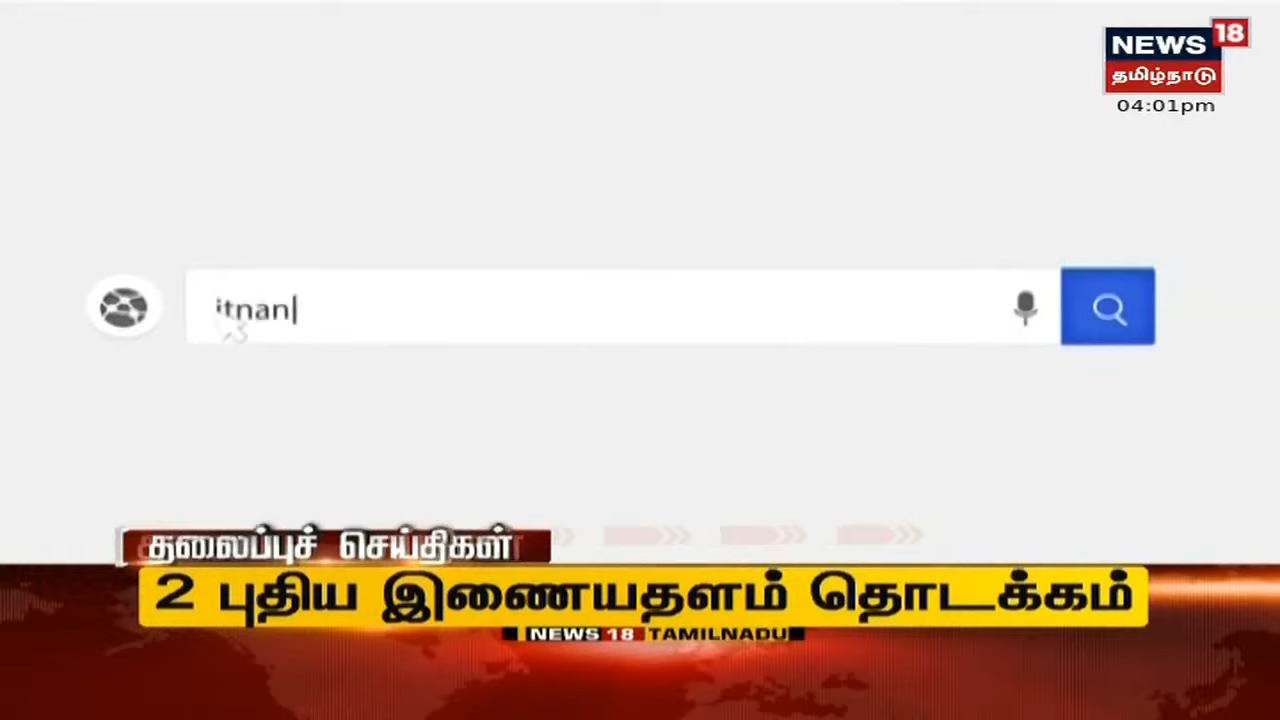 NEWS 18
தமிழ்நாடு
04:01pm
itnan
தலைப்புச் செய்திகள்
2 புதிய இணையதளம் தொடக்கம்
NEWS 18 TAMILNADU